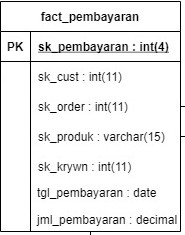 fact_pembayaran
PK sk_pembayaran : int(4)
sk_cust : int(11)
sk_order : int(11)
sk_produk : varchar(15)
sk_krywn : int(11)
tgl_pembayaran : date
jml_pembayaran : decimal